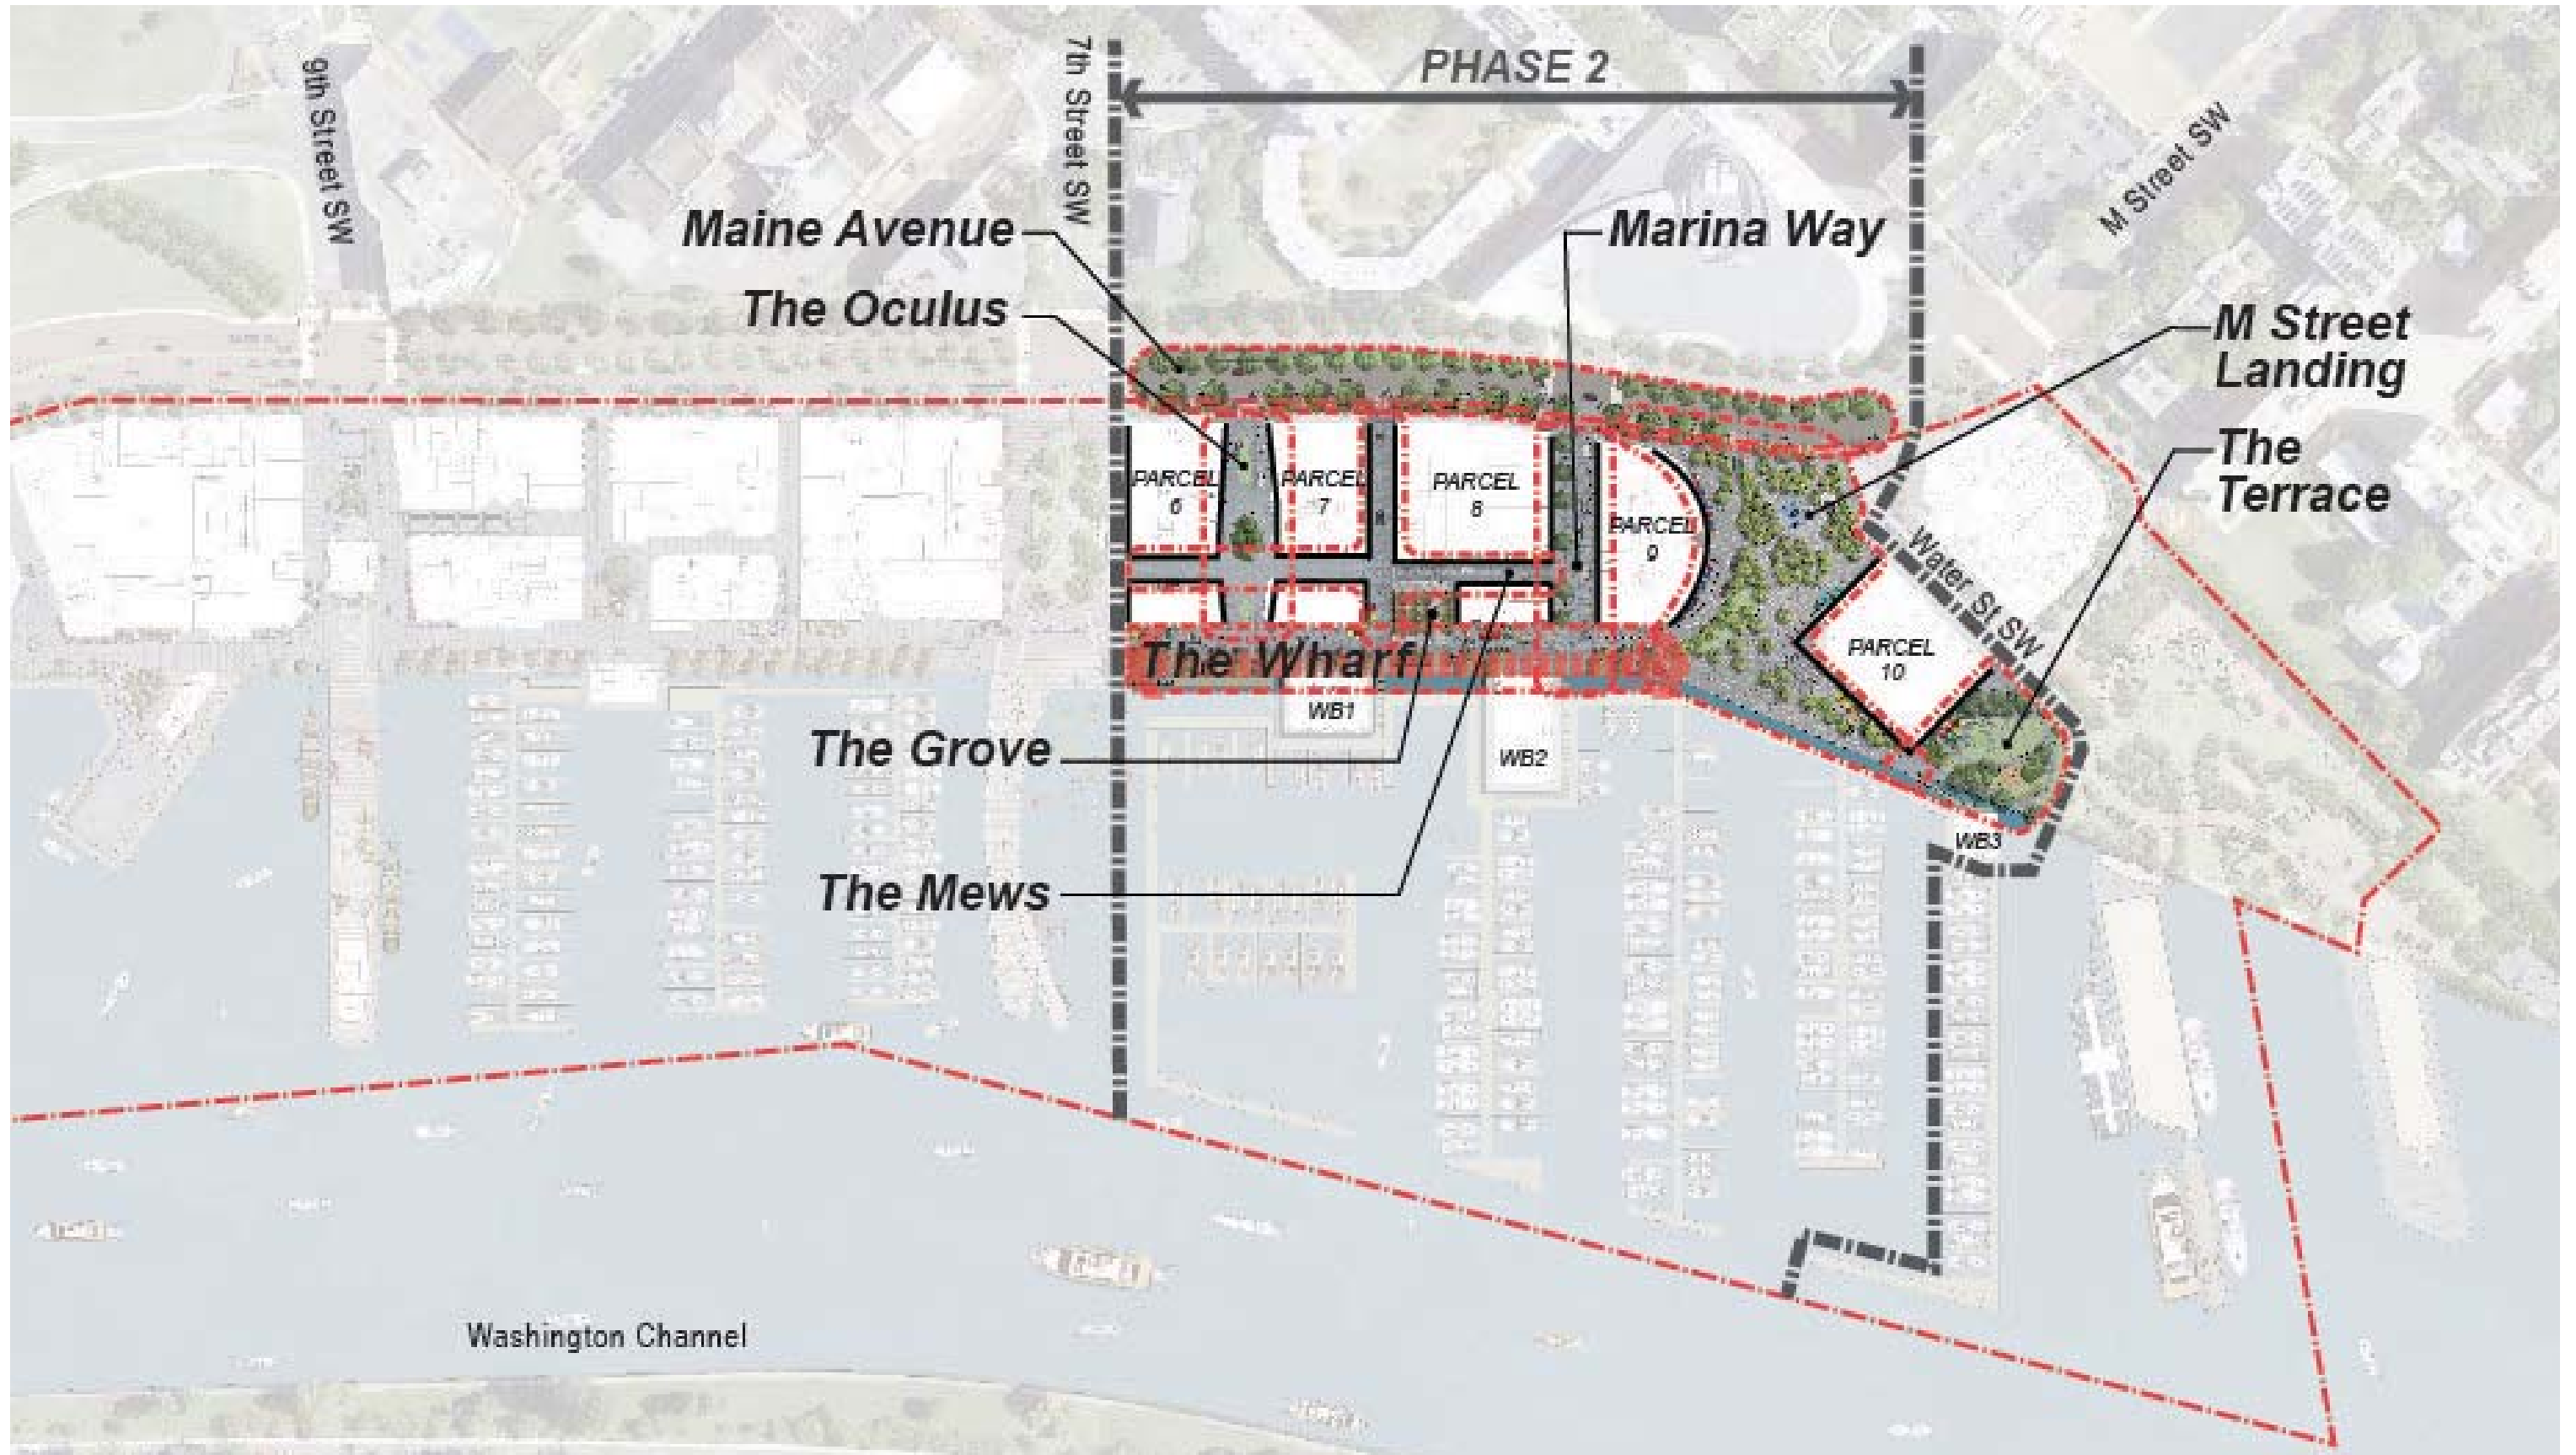 PHASE 2
9th Street SW
7th Street SW
M Street SW
Maine Avenue
Marina Way
The Oculus
M Street
Landing
The
Terrace
PARCEL
6
PARCEL
7
PARCEL
8
PARCEL
9
Water St SW
PARCEL
10
The Wharf
WB1
WB2
The Grove
WB3
The Mews
Washington Channel